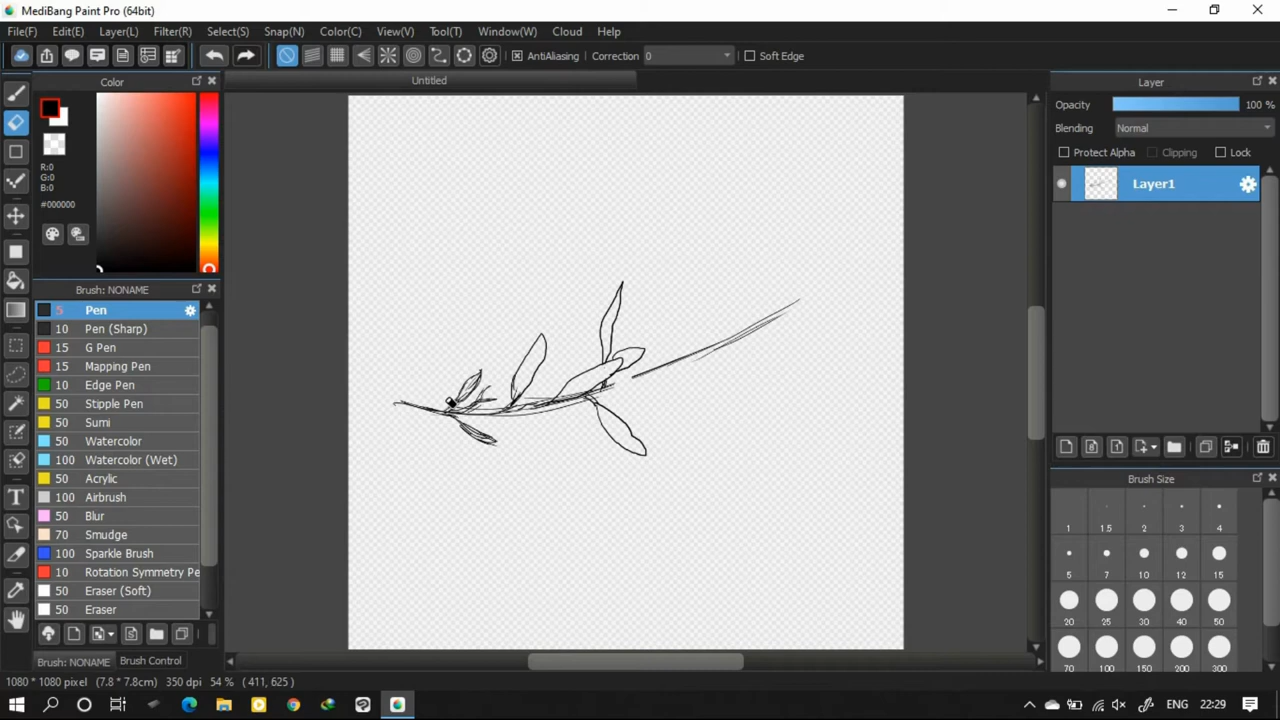 MediBang Paint Pro (64bit)
File(F) Edit(E) Layer(L) Filter(R) Select(S) Snap(N) Color(C) View(V) Tool(T) Window(W) Cloud Help
AntiAliasing Correction 0 Soft Edge
Color
Untitled
Layer
Opacity 100 %
Blending Normal
Protect Alpha Clipping Lock
R:0
G:0
B:0
#000000
Layer1
Brush: NONAME
5 Pen
10 Pen (Sharp)
15 G Pen
15 Mapping Pen
10 Edge Pen
50 Stipple Pen
50 Sumi
50 Watercolor
100 Watercolor (Wet)
50 Acrylic
100 Airbrush
50 Blur
70 Smudge
100 Sparkle Brush
10 Rotation Symmetry Pe
50 Eraser (Soft)
50 Eraser
Brush Size
1 1.5 2 3 4
5 7 10 12 15
20 25 30 40 50
70 100 150 200 300
Brush: NONAME Brush Control
1080 * 1080 pixel (7.8 * 7.8cm) 350 dpi 54 % ( 411, 625 )
ENG 22:29